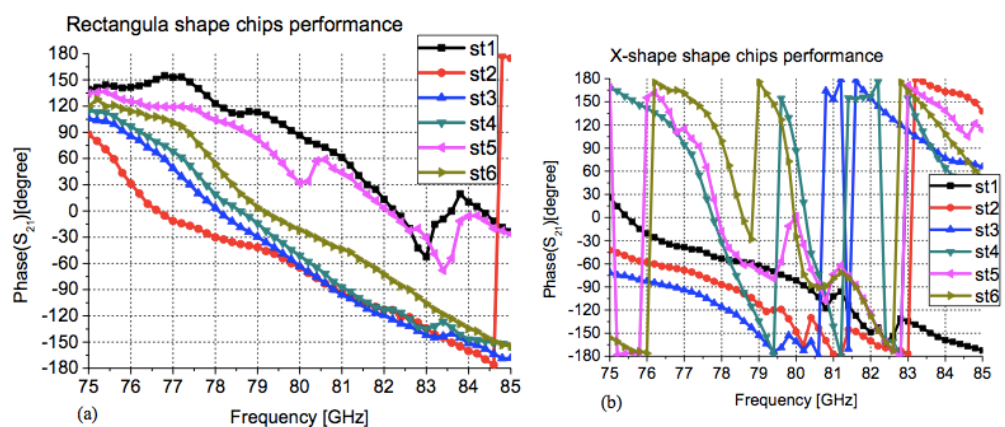 (a)
Rectangula shape chips performance
180
150
120
90
60
30
0
-30
-60
-90
-120
-150
-180
Phase(S21)[degree]
75 76 77 78 79 80 81 82 83 84 85
Frequency [GHz]
st1
st2
st3
st4
st5
st6
(a)
X-shape shape chips performance
180
150
120
90
60
30
0
-30
-60
-90
-120
-150
-180
Phase(S21)[degree]
75 76 77 78 79 80 81 82 83 84 85
Frequency [GHz]
st1
st2
st3
st4
st5
st6
(b)